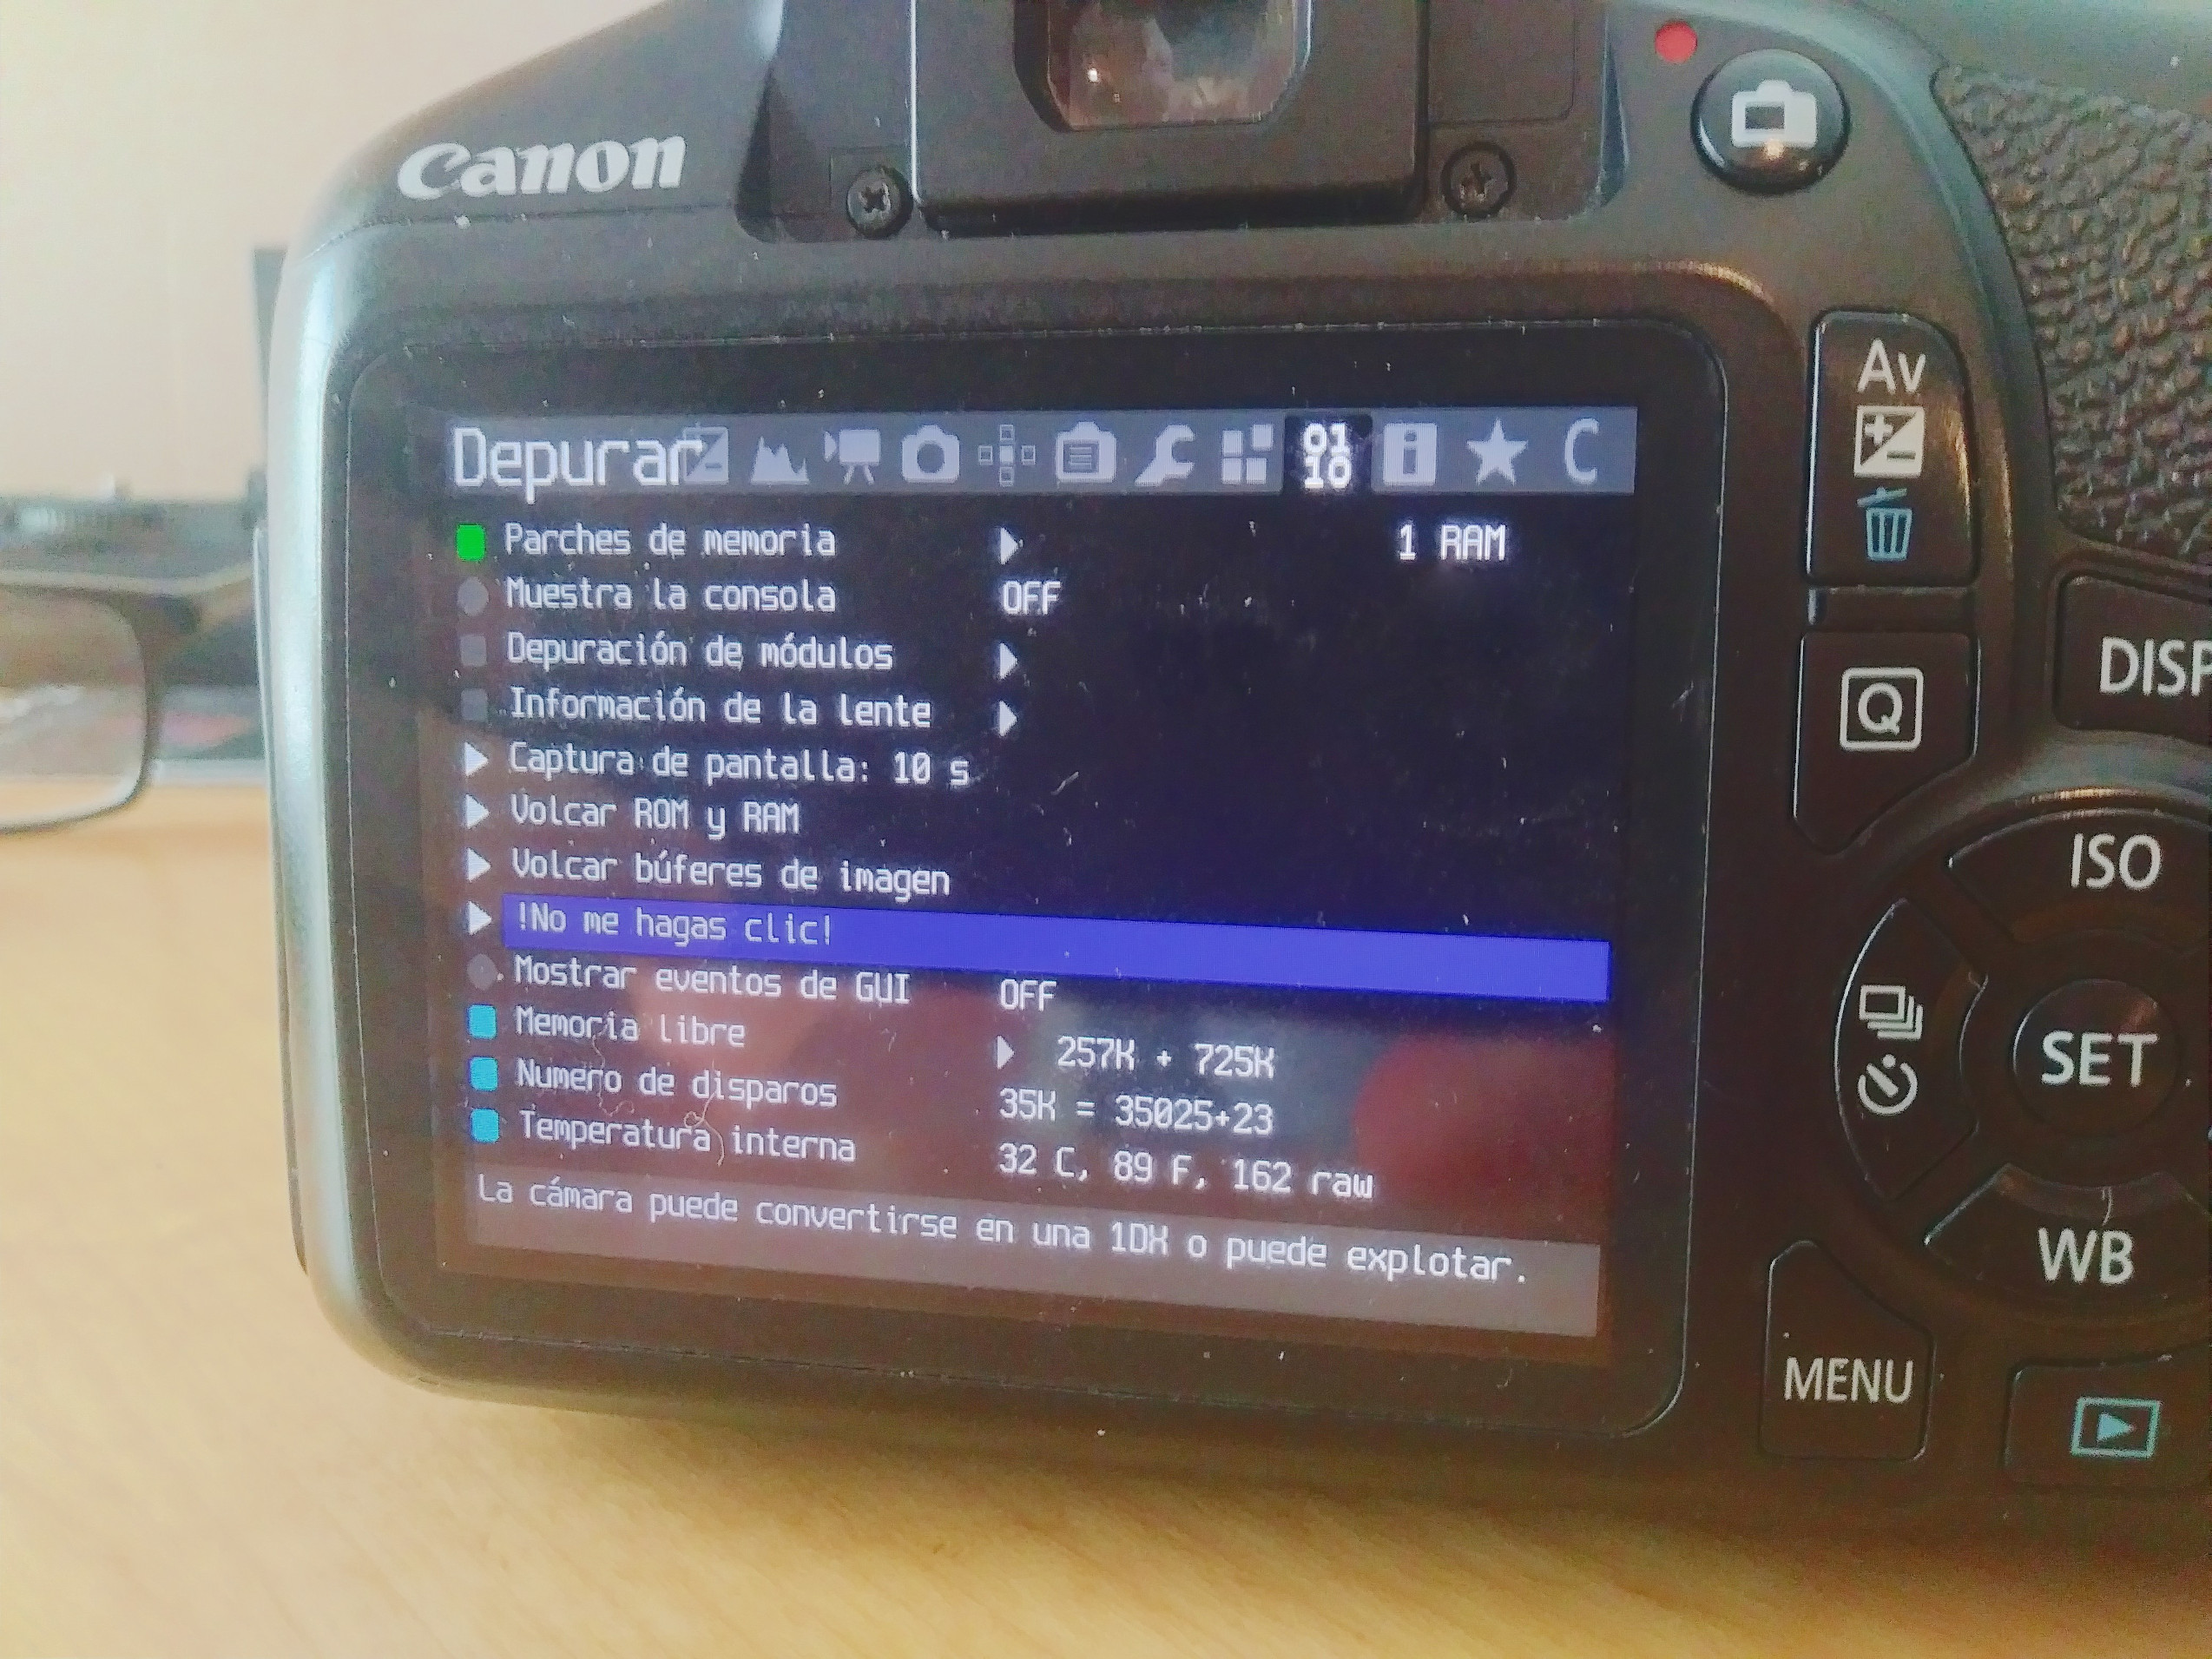 Canon
Depurar
01
10
C
Parches de memoria 1 RAM
Muestra la consola OFF
Depuración de módulos
Información de la lente
Captura de pantalla: 10 s
Volcar ROM y RAM
Volcar búferes de imagen
!No me hagas clic!
Mostrar eventos de GUI OFF
Memoria libre 257K + 725K
Numero de disparos 35K = 35025+23
Temperatura interna 32 C, 89 F, 162 raw
La cámara puede convertirse en una 1DX o puede explotar.
Av
Q
DISP
ISO
SET
WB
MENU